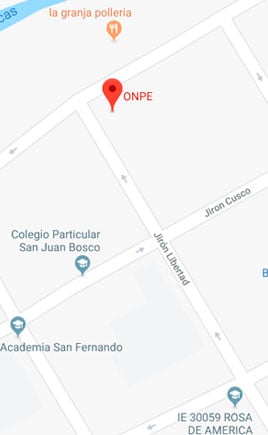 cas
la granja polleria
ONPE
Jiron Cusco
Colegio Particular
San Juan Bosco
Jirón Libertad
B
Academia San Fernando
IE 30059 ROSA
DE AMERICA